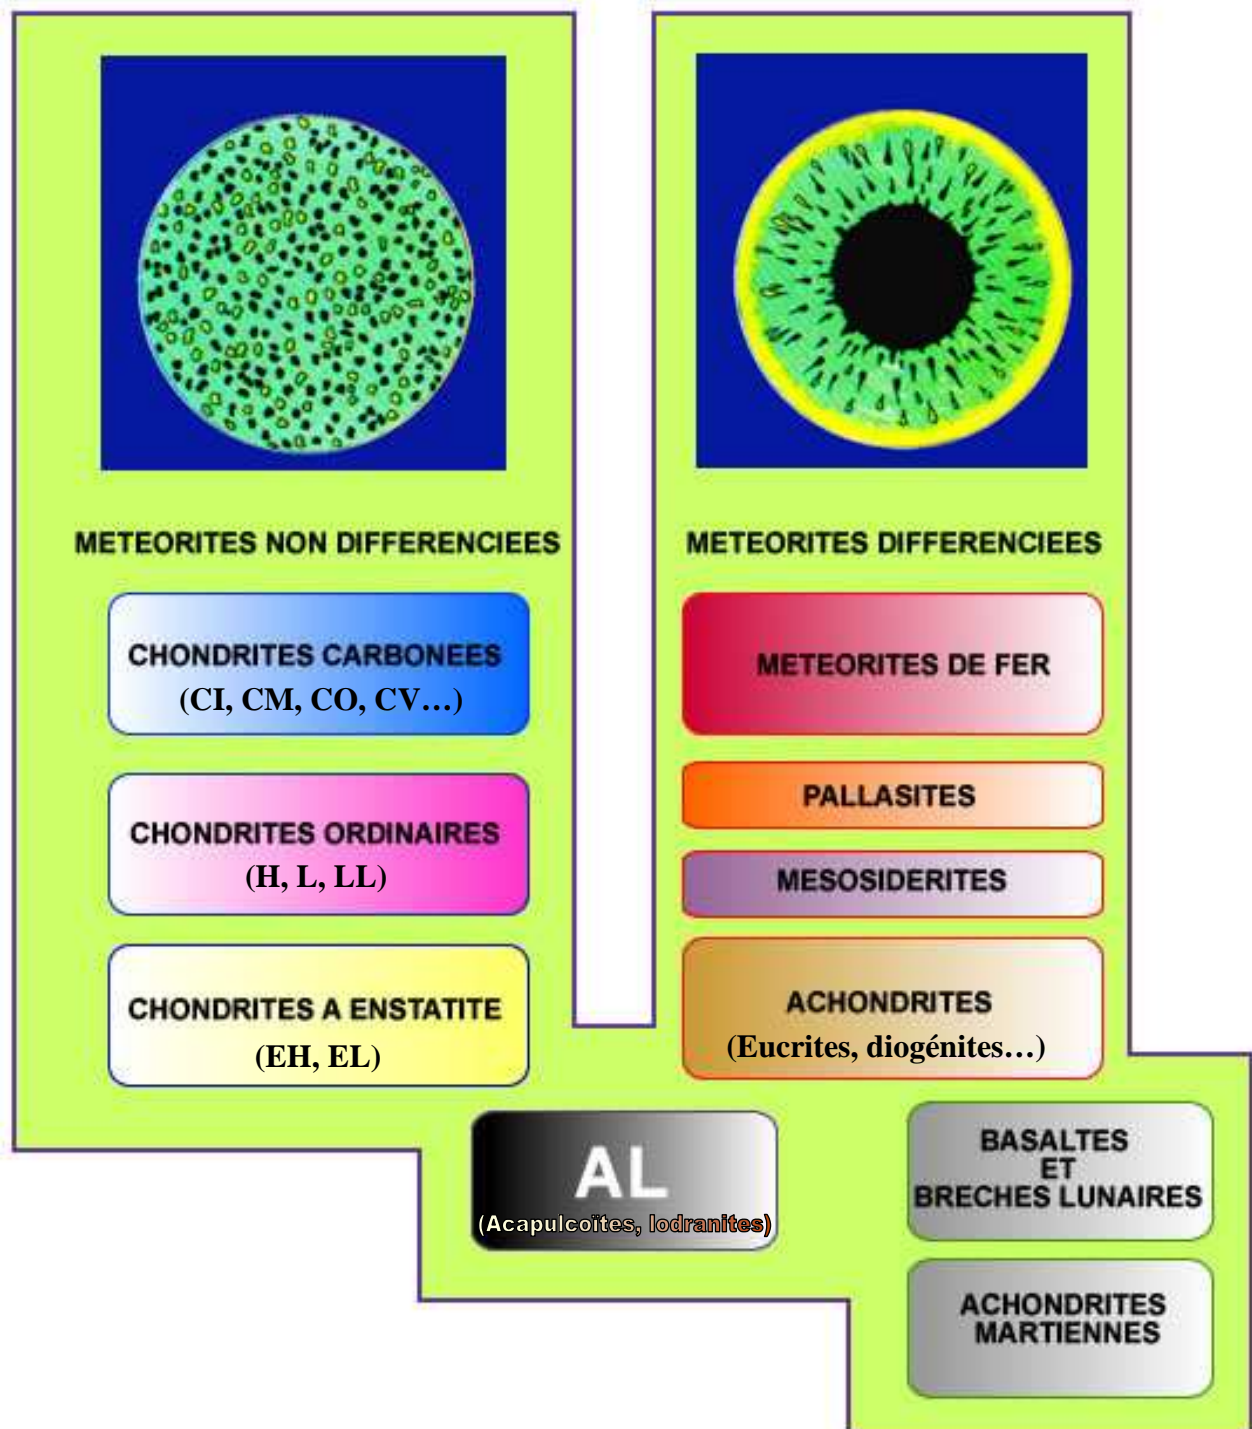 METEORITES NON DIFFERENCIEES
CHONDRITES CARBONEES
(CI, CM, CO, CV…)
CHONDRITES ORDINAIRES
(H, L, LL)
CHONDRITES A ENSTATITE
(EH, EL)
METEORITES DIFFERENCIEES
METEORITES DE FER
PALLASITES
MESOSIDERITES
ACHONDRITES
(Eucrites, diogénites…)
AL
(Acapulcoïtes, lodranites)
BASALTES
ET
BRECHES LUNAIRES
ACHONDRITES
MARTIENNES